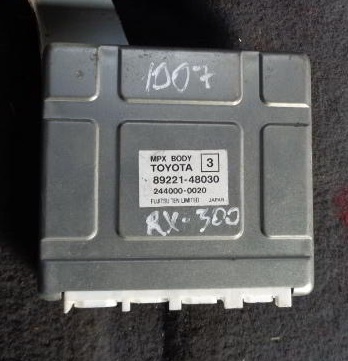 1007
MPX BODY
TOYOTA 3
89221-48030
244000-0020
FUJITSU TEN LIMITED JAPAN
RX-300